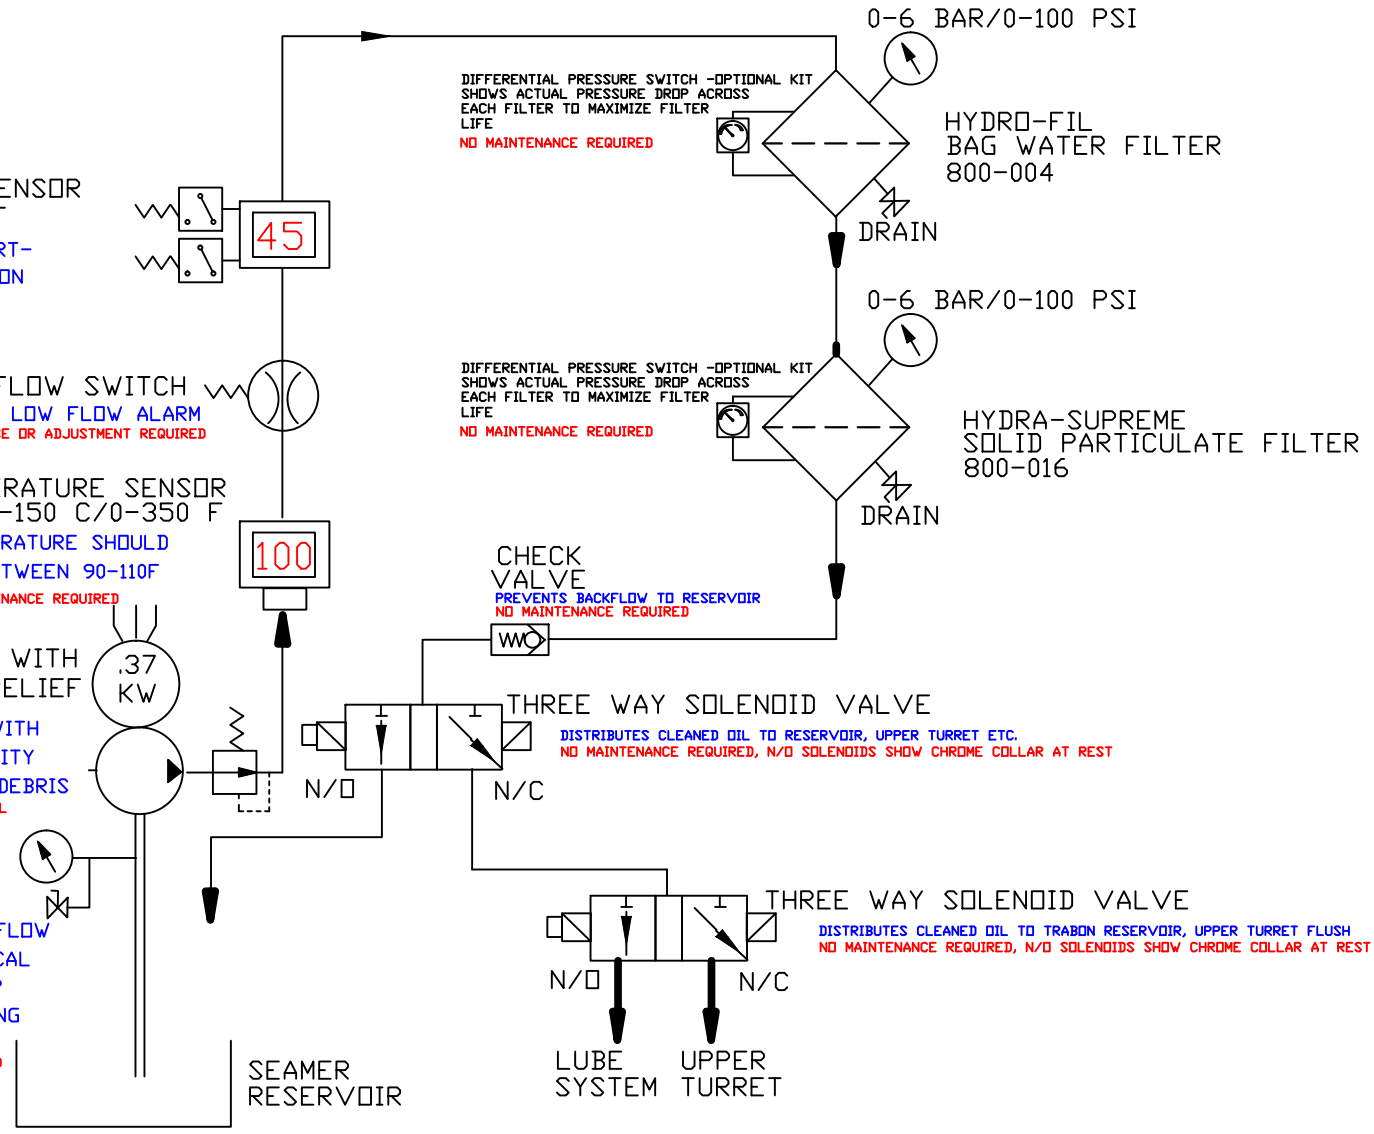 0-6 BAR/0-100 PSI
DIFFERENTIAL PRESSURE SWITCH -OPTIONAL KIT
SHOWS ACTUAL PRESSURE DROP ACROSS
EACH FILTER TO MAXIMIZE FILTER
LIFE
NO MAINTENANCE REQUIRED
HYDRO-FIL
BAG WATER FILTER
800-004
DRAIN
ENSOR
F
RT-
ON
45
0-6 BAR/0-100 PSI
DIFFERENTIAL PRESSURE SWITCH -OPTIONAL KIT
SHOWS ACTUAL PRESSURE DROP ACROSS
EACH FILTER TO MAXIMIZE FILTER
LIFE
NO MAINTENANCE REQUIRED
HYDRA-SUPREME
SOLID PARTICULATE FILTER
800-016
DRAIN
FLOW SWITCH
LOW FLOW ALARM
CE OR ADJUSTMENT REQUIRED
ERATURE SENSOR
-150 C/0-350 F
RATURE SHOULD
TWEEN 90-110F
NANCE REQUIRED
100
CHECK
VALVE
PREVENTS BACKFLOW TO RESERVOIR
NO MAINTENANCE REQUIRED
WITH
RELIEF
.37
KW
WITH
ITY
DEBRIS
THREE WAY SOLENOID VALVE
DISTRIBUTES CLEANED OIL TO RESERVOIR, UPPER TURRET ETC.
NO MAINTENANCE REQUIRED, N/O SOLENOIDS SHOW CHROME COLLAR AT REST
N/O
N/C
THREE WAY SOLENOID VALVE
DISTRIBUTES CLEANED OIL TO TRABON RESERVOIR, UPPER TURRET FLUSH
NO MAINTENANCE REQUIRED, N/O SOLENOIDS SHOW CHROME COLLAR AT REST
N/O
N/C
FLOW
CAL
NG
LUBE
SYSTEM
UPPER
TURRET
SEAMER
RESERVOIR